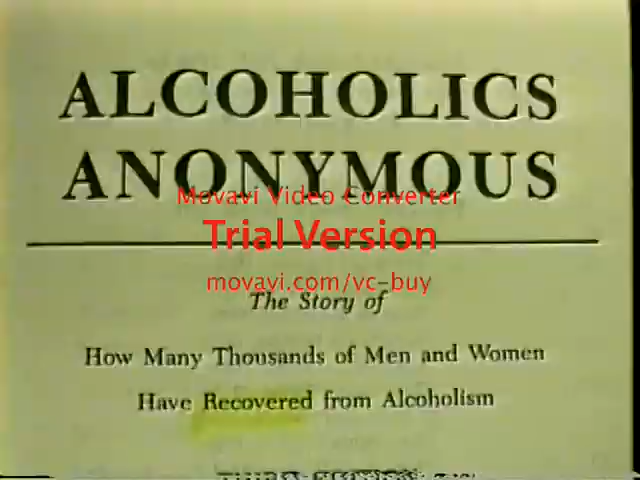 ALCOHOLICS
ANONYMOUS
Movavi Video Converter
Trial Version
movavi.com/vc-buy
The Story of
How Many Thousands of Men and Women
Have Recovered from Alcoholism